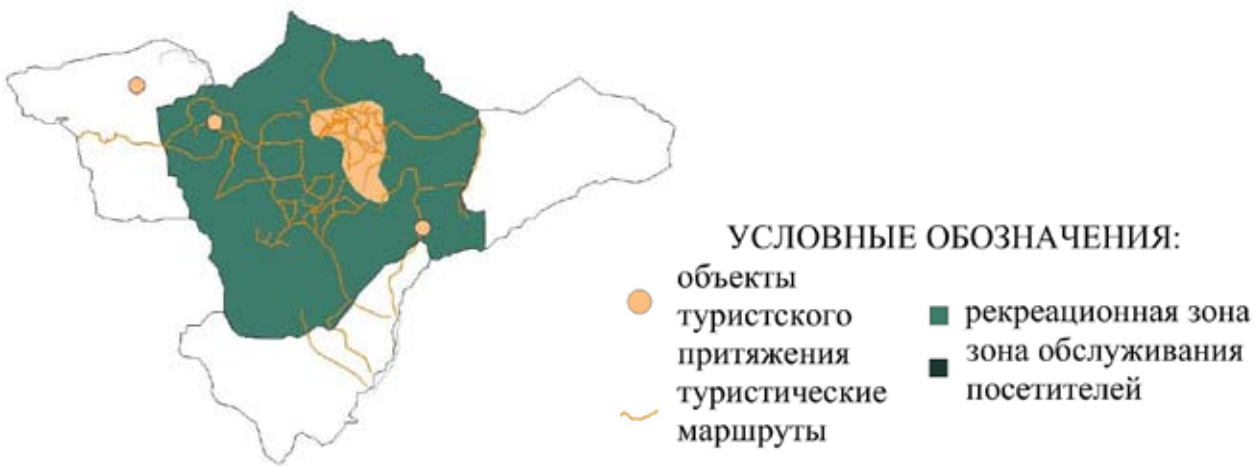 УСЛОВНЫЕ ОБОЗНАЧЕНИЯ:
объекты
туристского
притяжения
туристические
маршруты
рекреационная зона
зона обслуживания
посетителей